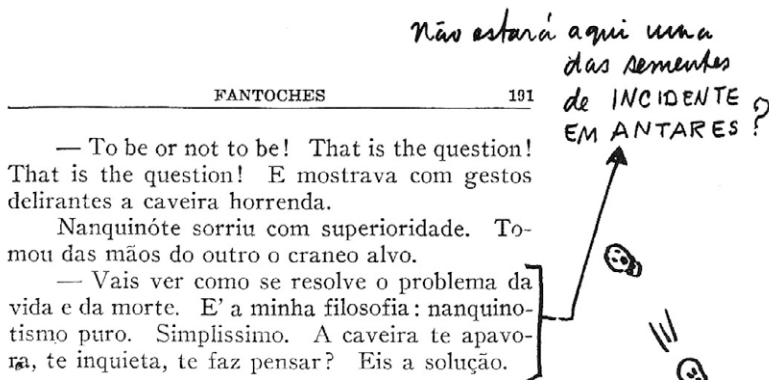 Não estará aqui uma
das sementes
de INCIDENTE
EM ANTARES?
FANTOCHES 191
— To be or not to be! That is the question!
That is the question! E mostrava com gestos
delirantes a caveira horrenda.
Nanquinóte sorriu com superioridade. To-
mou das mãos do outro o craneo alvo.
— Vais ver como se resolve o problema da
vida e da morte. E' a minha filosofia: nanquino-
tismo puro. Simplissimo. A caveira te apavo-
ra, te inquieta, te faz pensar? Eis a solução.